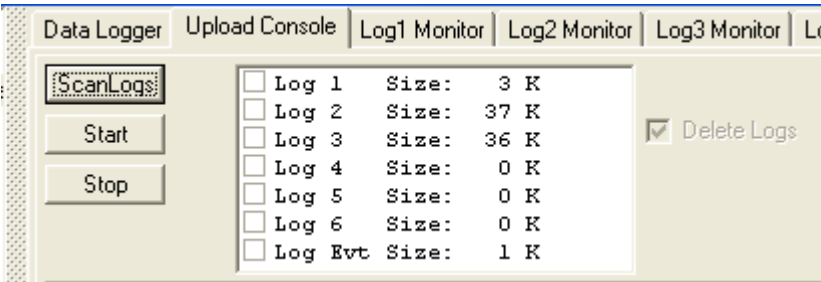 Data Logger Upload Console Log1 Monitor Log2 Monitor Log3 Monitor
ScanLogs
Start
Stop
Log 1 Size: 3 K
Log 2 Size: 37 K
Log 3 Size: 36 K
Log 4 Size: 0 K
Log 5 Size: 0 K
Log 6 Size: 0 K
Log Evt Size: 1 K
Delete Logs